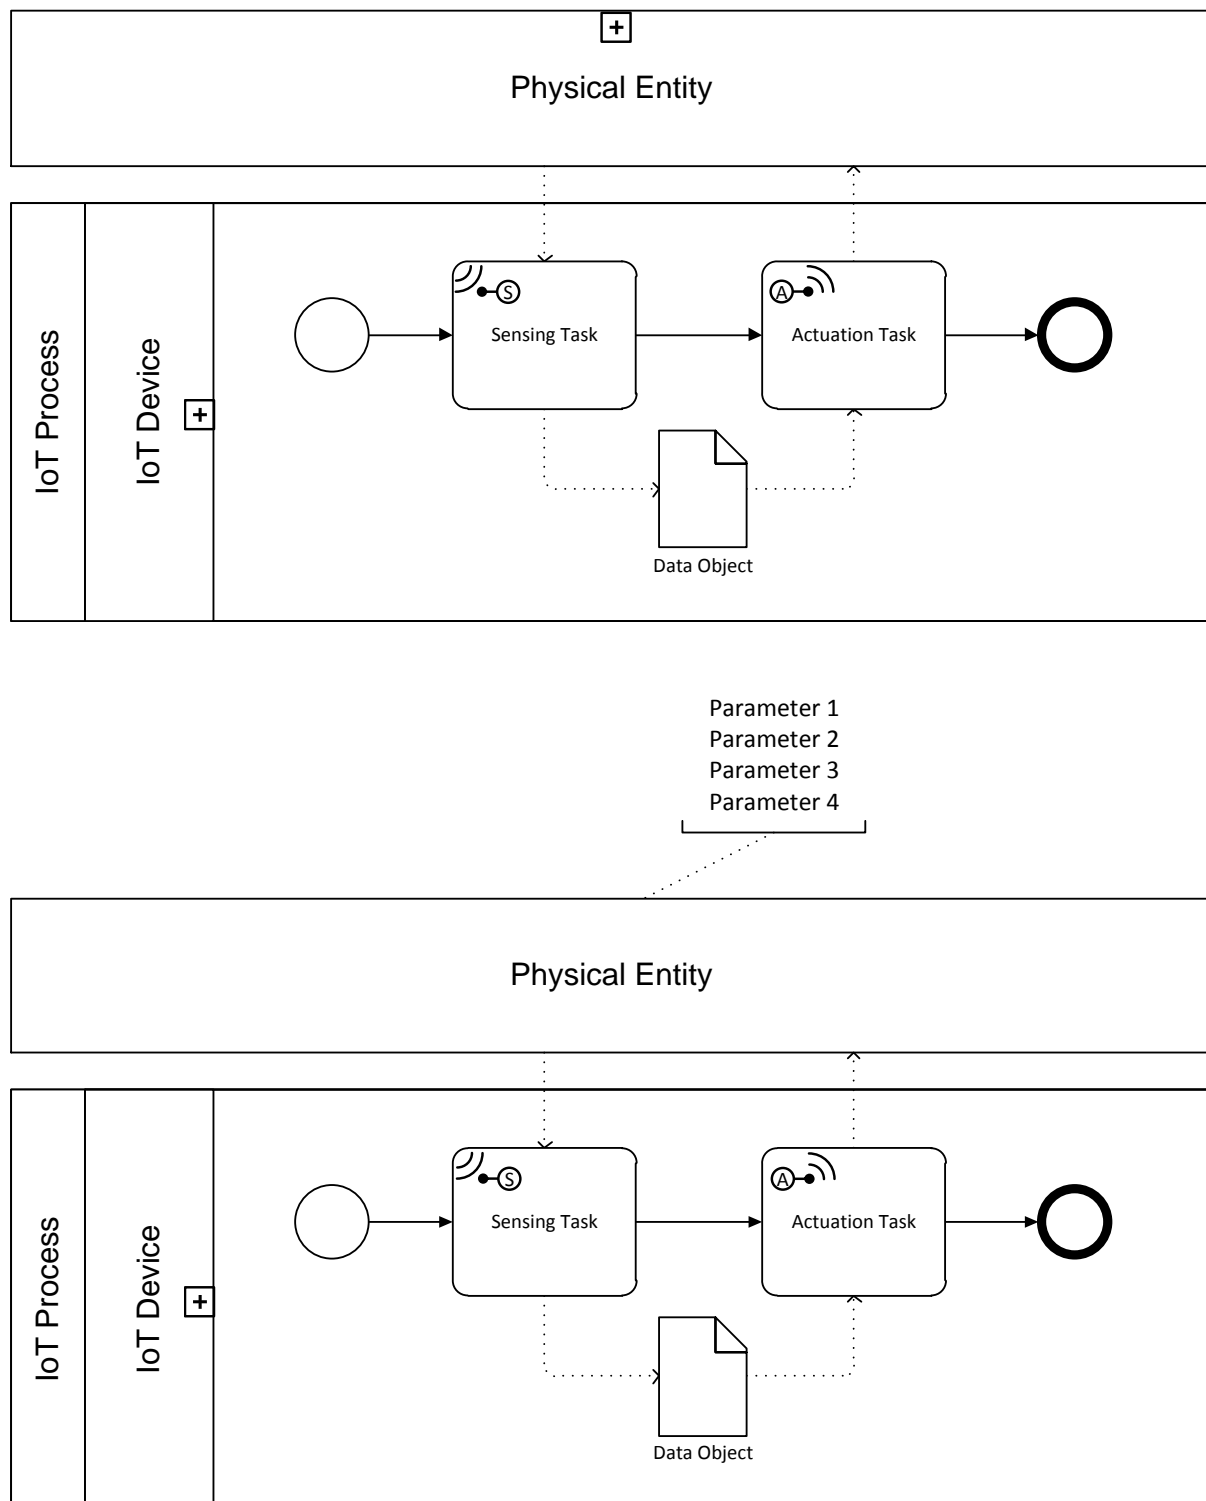 Physical Entity
IoT Process
IoT Device
S
Sensing Task
A
Actuation Task
Data Object
Parameter 1
Parameter 2
Parameter 3
Parameter 4
Physical Entity
IoT Process
IoT Device
S
Sensing Task
A
Actuation Task
Data Object